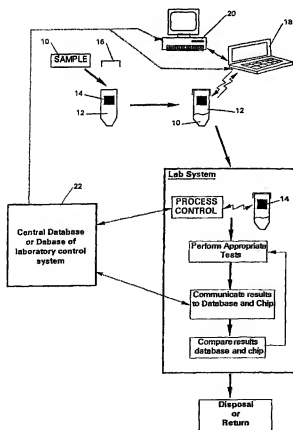 20
18
10
16
SAMPLE
14
12
12
10
22
Lab System
PROCESS
CONTROL
14
Central Database
or Dabase of
laboratory control
system
Perform Appropriate
Tests
Communicate results
to Database and Chip
Compare results
database and chip
Disposal
or
Return